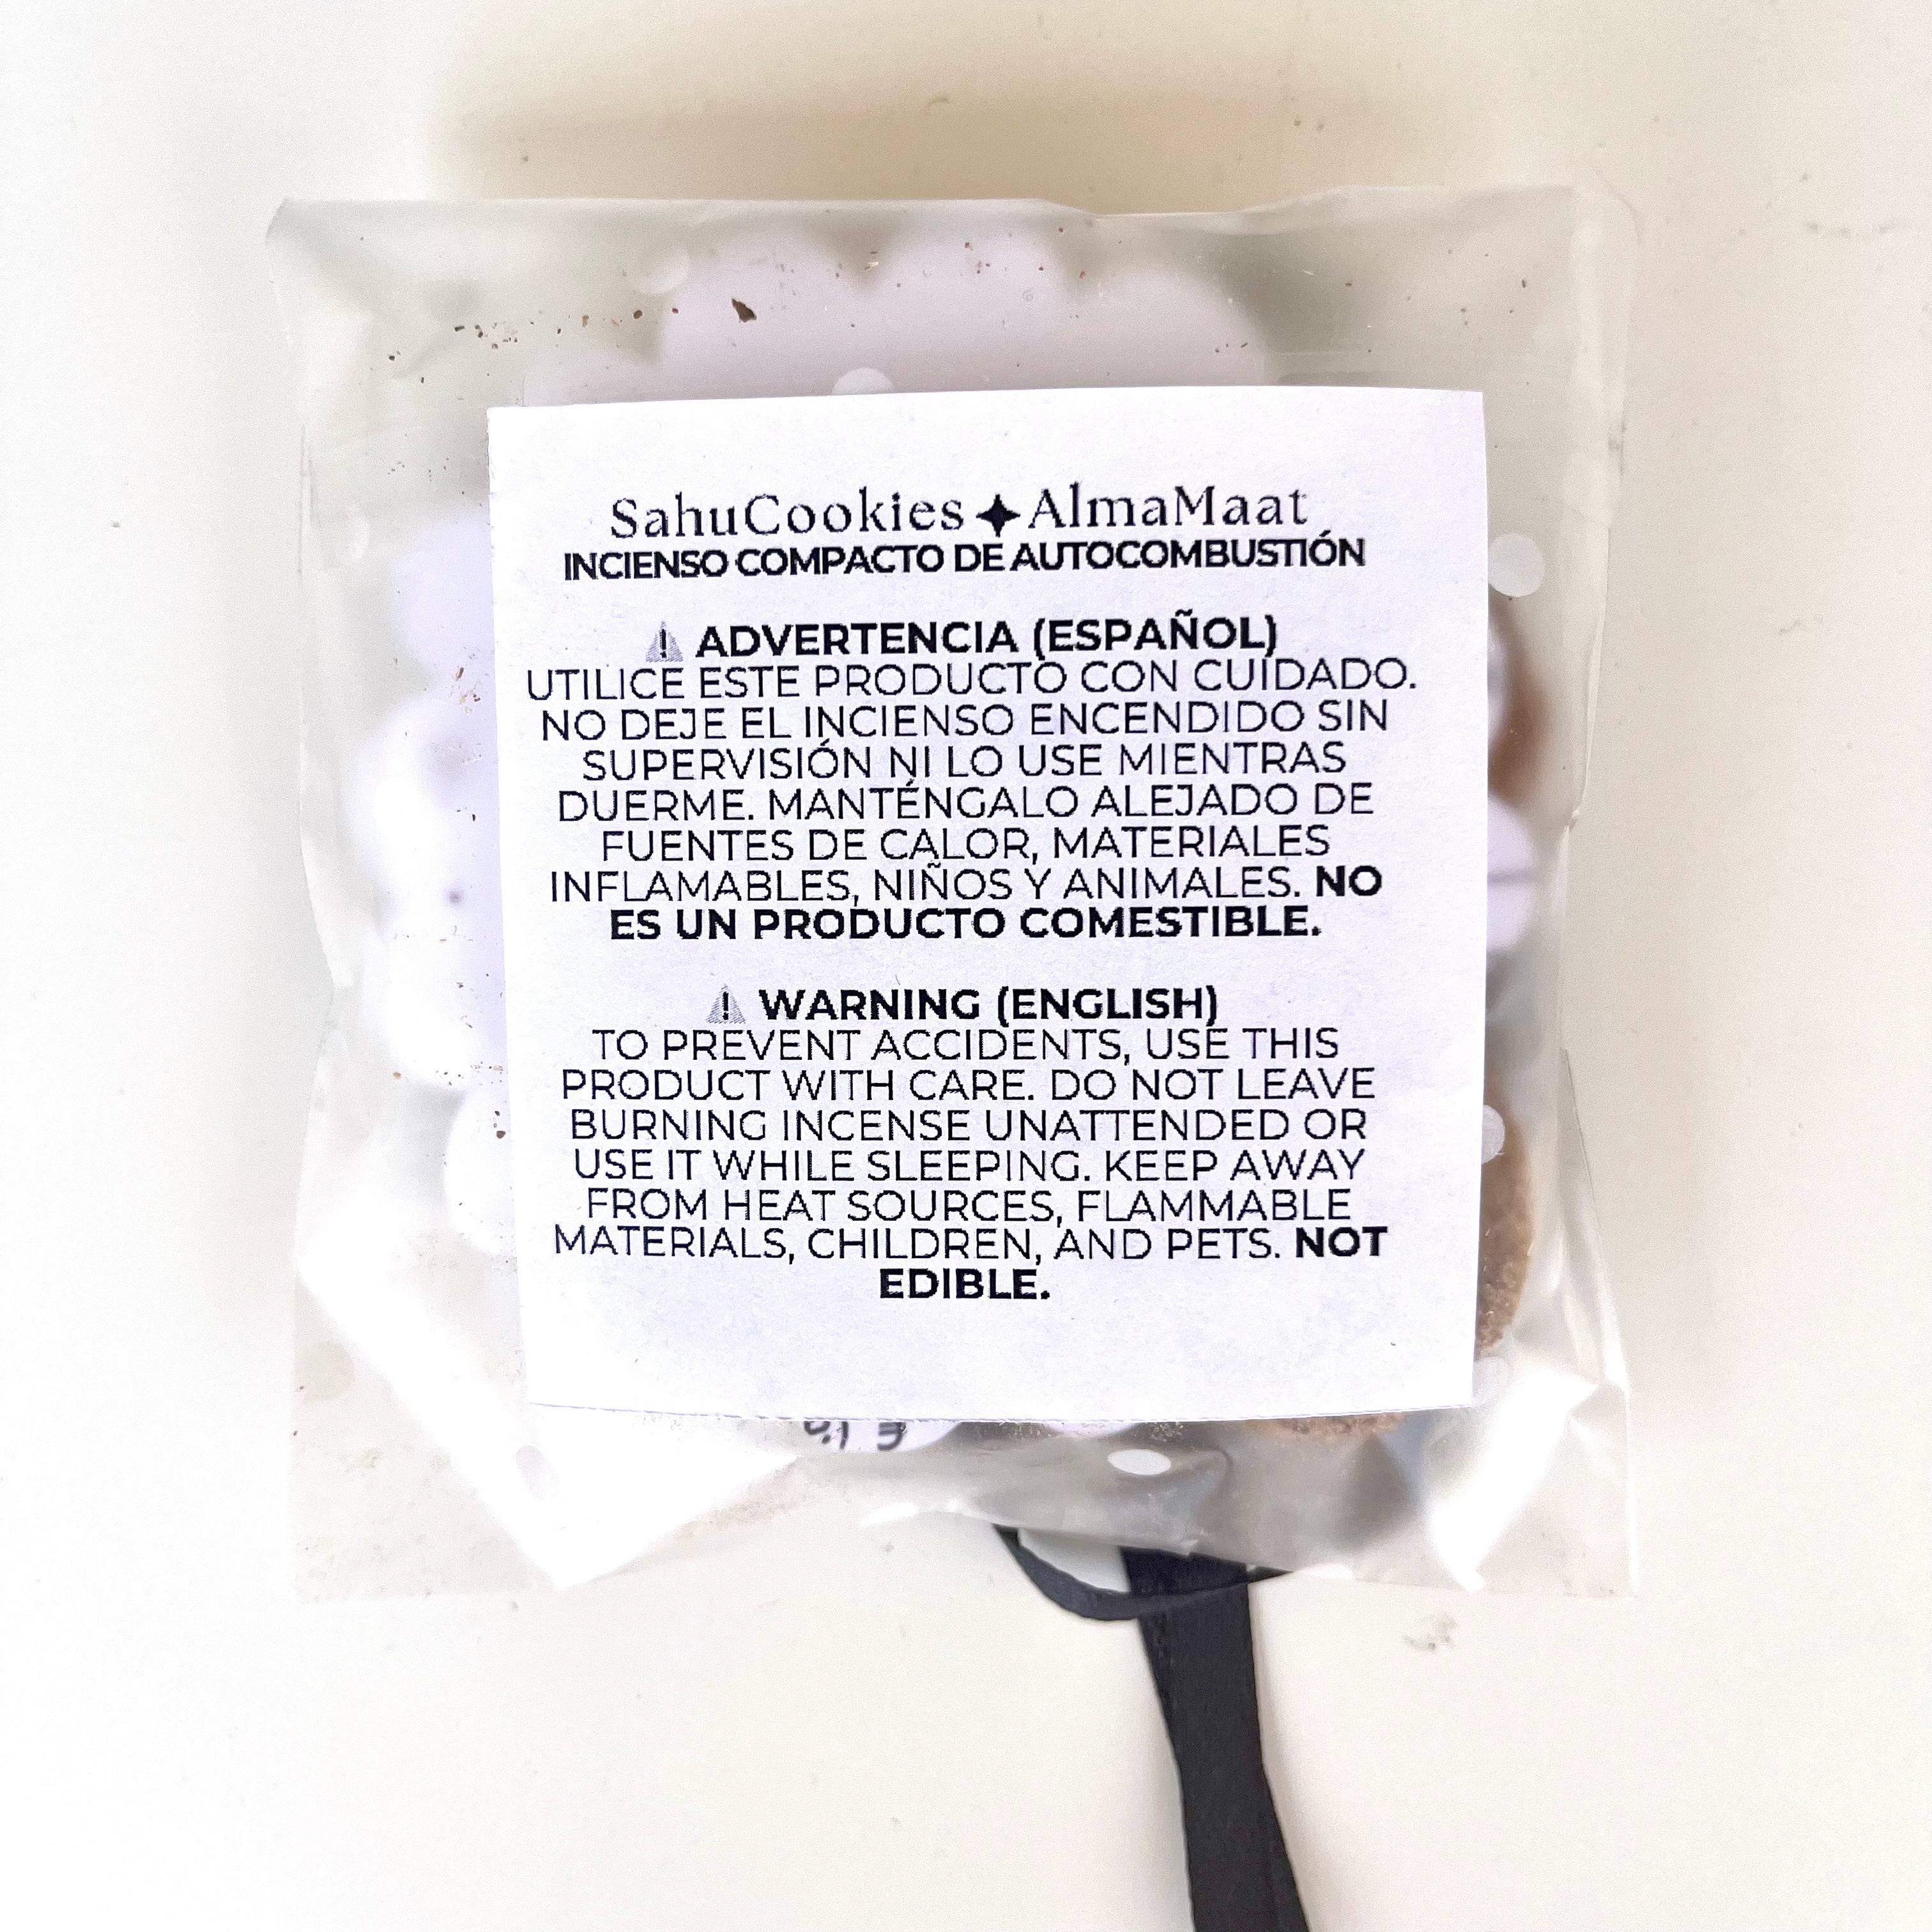 SahuCookies✦AlmaMaat
INCIENSO COMPACTO DE AUTOCOMBUSTIÓN
⚠ ADVERTENCIA (ESPAÑOL)
UTILICE ESTE PRODUCTO CON CUIDADO.
NO DEJE EL INCIENSO ENCENDIDO SIN
SUPERVISIÓN NI LO USE MIENTRAS
DUERME. MANTÉNGALO ALEJADO DE
FUENTES DE CALOR, MATERIALES
INFLAMABLES, NIÑOS Y ANIMALES. NO
ES UN PRODUCTO COMESTIBLE.
⚠ WARNING (ENGLISH)
TO PREVENT ACCIDENTS, USE THIS
PRODUCT WITH CARE. DO NOT LEAVE
BURNING INCENSE UNATTENDED OR
USE IT WHILE SLEEPING. KEEP AWAY
FROM HEAT SOURCES, FLAMMABLE
MATERIALS, CHILDREN, AND PETS. NOT
EDIBLE.